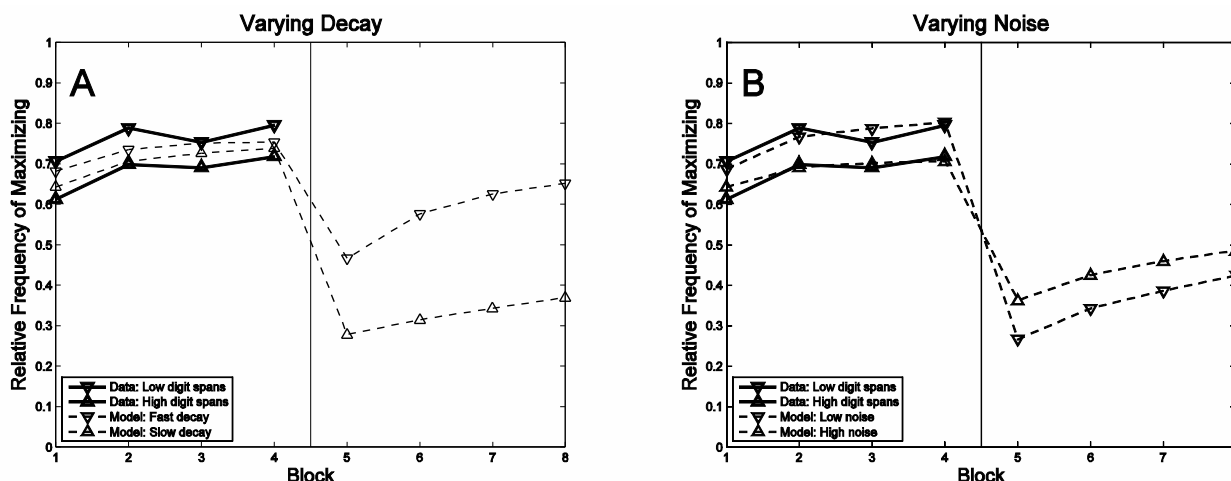 Varying Decay
A
Relative Frequency of Maximizing
1
0.9
0.8
0.7
0.6
0.5
0.4
0.3
0.2
0.1
0
Data: Low digit spans
Data: High digit spans
Model: Fast decay
Model: Slow decay
1 2 3 4 5 6 7 8
Block
Varying Noise
B
Relative Frequency of Maximizing
1
0.9
0.8
0.7
0.6
0.5
0.4
0.3
0.2
0.1
0
Data: Low digit spans
Data: High digit spans
Model: Low noise
Model: High noise
1 2 3 4 5 6 7
Block